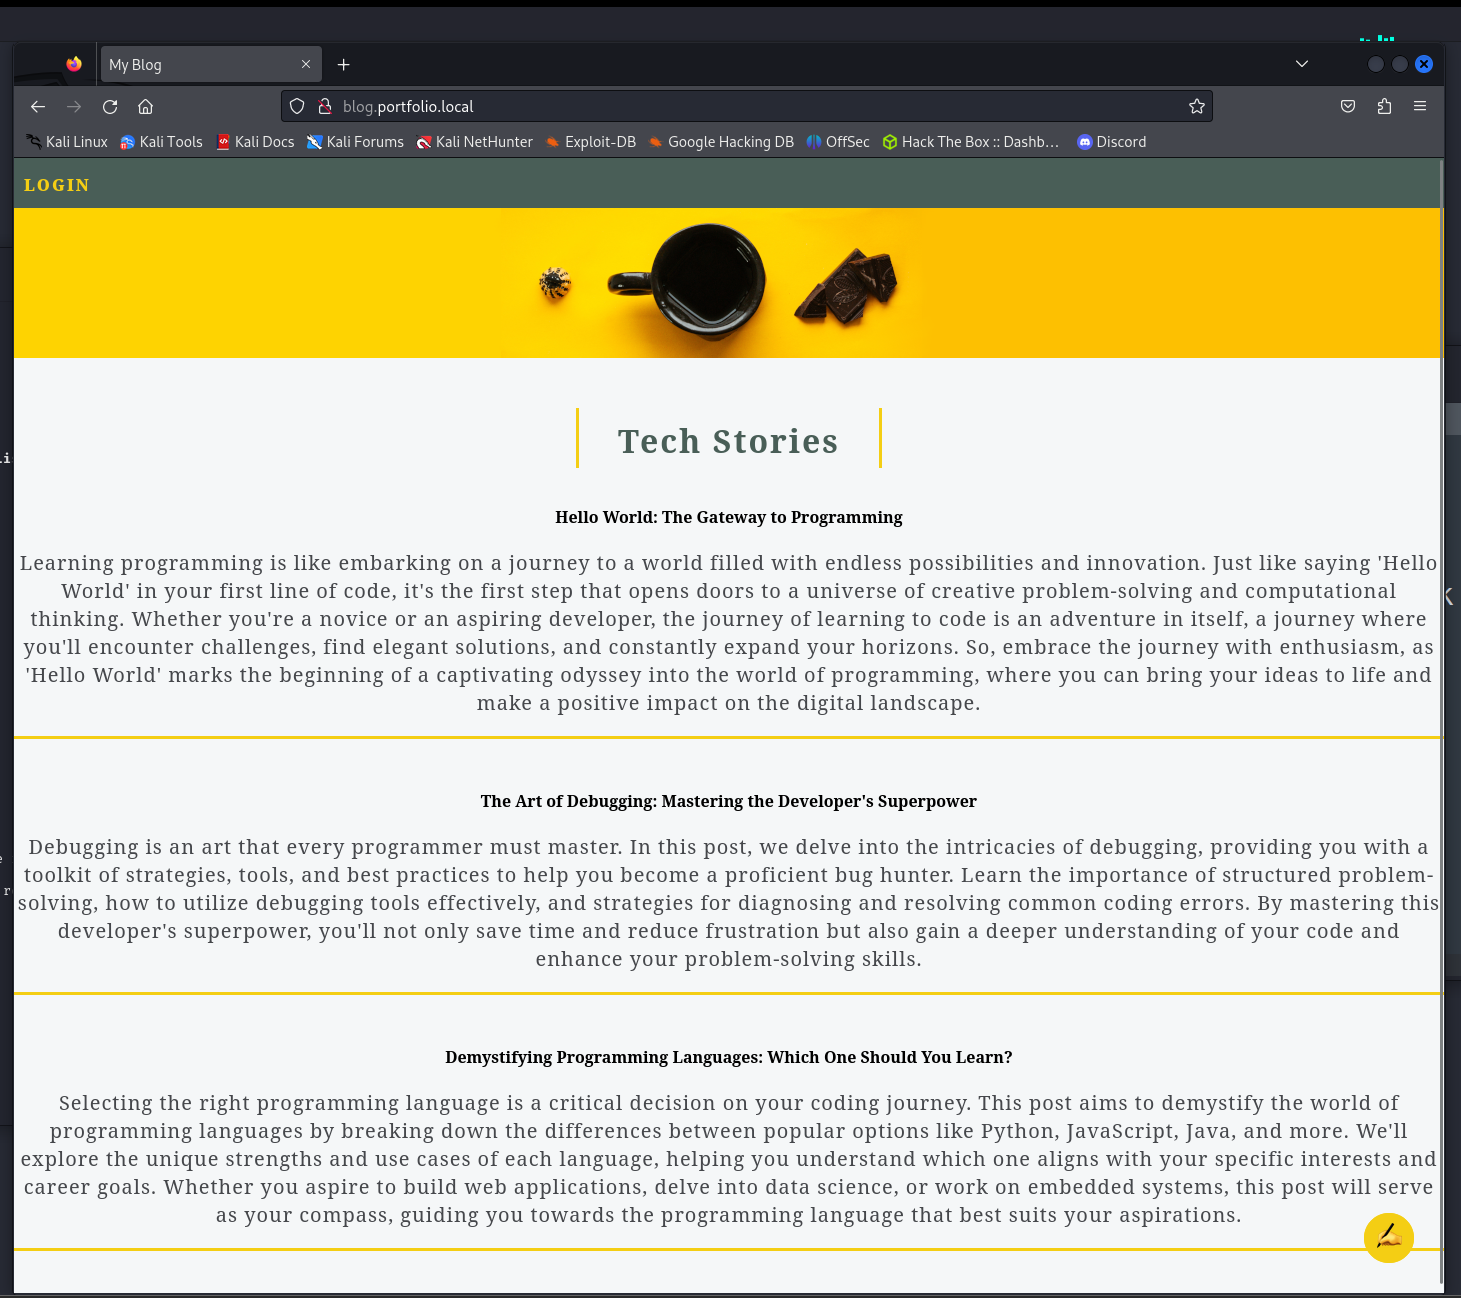 My Blog
blog.portfolio.local
Kali Linux Kali Tools Kali Docs Kali Forums Kali NetHunter Exploit-DB Google Hacking DB OffSec Hack The Box :: Dashb… Discord
LOGIN
Tech Stories
Hello World: The Gateway to Programming
Learning programming is like embarking on a journey to a world filled with endless possibilities and innovation. Just like saying 'Hello
World' in your first line of code, it's the first step that opens doors to a universe of creative problem-solving and computational
thinking. Whether you're a novice or an aspiring developer, the journey of learning to code is an adventure in itself, a journey where
you'll encounter challenges, find elegant solutions, and constantly expand your horizons. So, embrace the journey with enthusiasm, as
'Hello World' marks the beginning of a captivating odyssey into the world of programming, where you can bring your ideas to life and
make a positive impact on the digital landscape.
The Art of Debugging: Mastering the Developer's Superpower
Debugging is an art that every programmer must master. In this post, we delve into the intricacies of debugging, providing you with a
toolkit of strategies, tools, and best practices to help you become a proficient bug hunter. Learn the importance of structured problem-
solving, how to utilize debugging tools effectively, and strategies for diagnosing and resolving common coding errors. By mastering this
developer's superpower, you'll not only save time and reduce frustration but also gain a deeper understanding of your code and
enhance your problem-solving skills.
Demystifying Programming Languages: Which One Should You Learn?
Selecting the right programming language is a critical decision on your coding journey. This post aims to demystify the world of
programming languages by breaking down the differences between popular options like Python, JavaScript, Java, and more. We'll
explore the unique strengths and use cases of each language, helping you understand which one aligns with your specific interests and
career goals. Whether you aspire to build web applications, delve into data science, or work on embedded systems, this post will serve
as your compass, guiding you towards the programming language that best suits your aspirations.